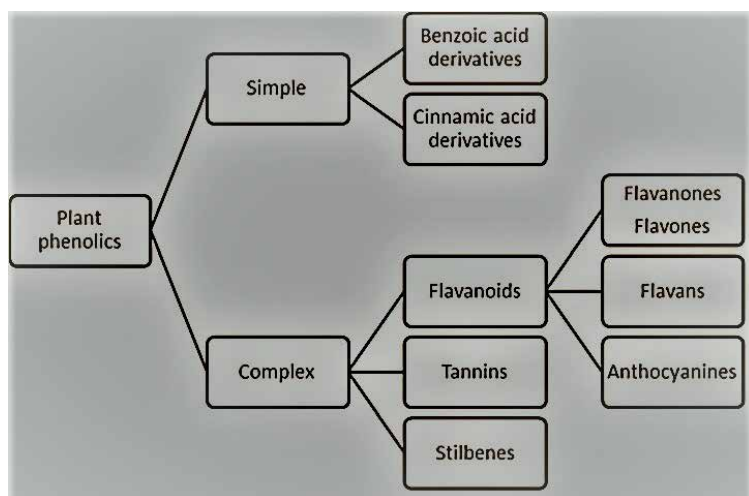 Benzoic acid
derivatives
Simple
Cinnamic acid
derivatives
Plant
phenolics
Flavanones
Flavones
Flavanoids
Flavans
Complex
Tannins
Anthocyanines
Stilbenes